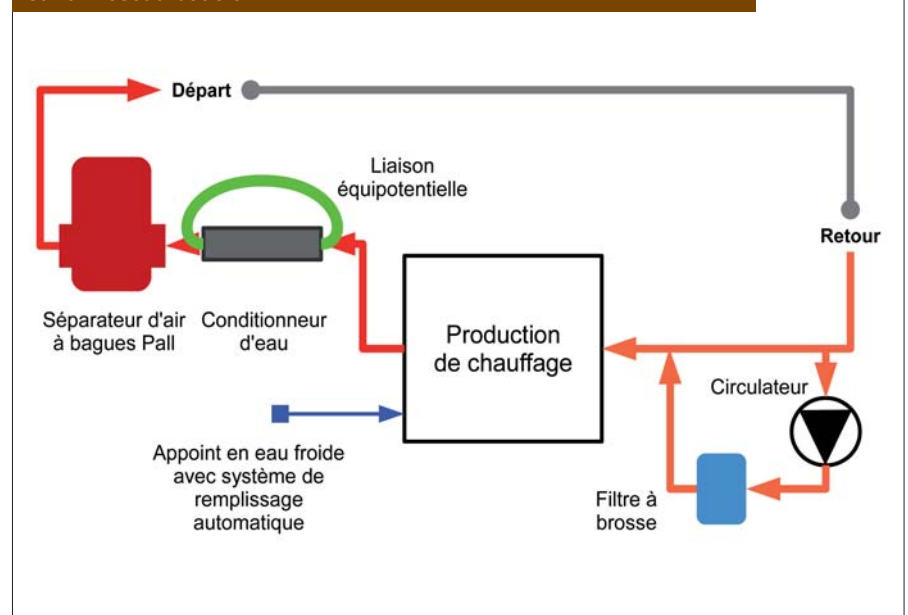 Départ
Liaison
équipotentielle
Retour
Séparateur d'air
à bagues Pall
Conditionneur
d'eau
Production
de chauffage
Circulateur
Appoint en eau froide
avec système de
remplissage
automatique
Filtre à
brosse